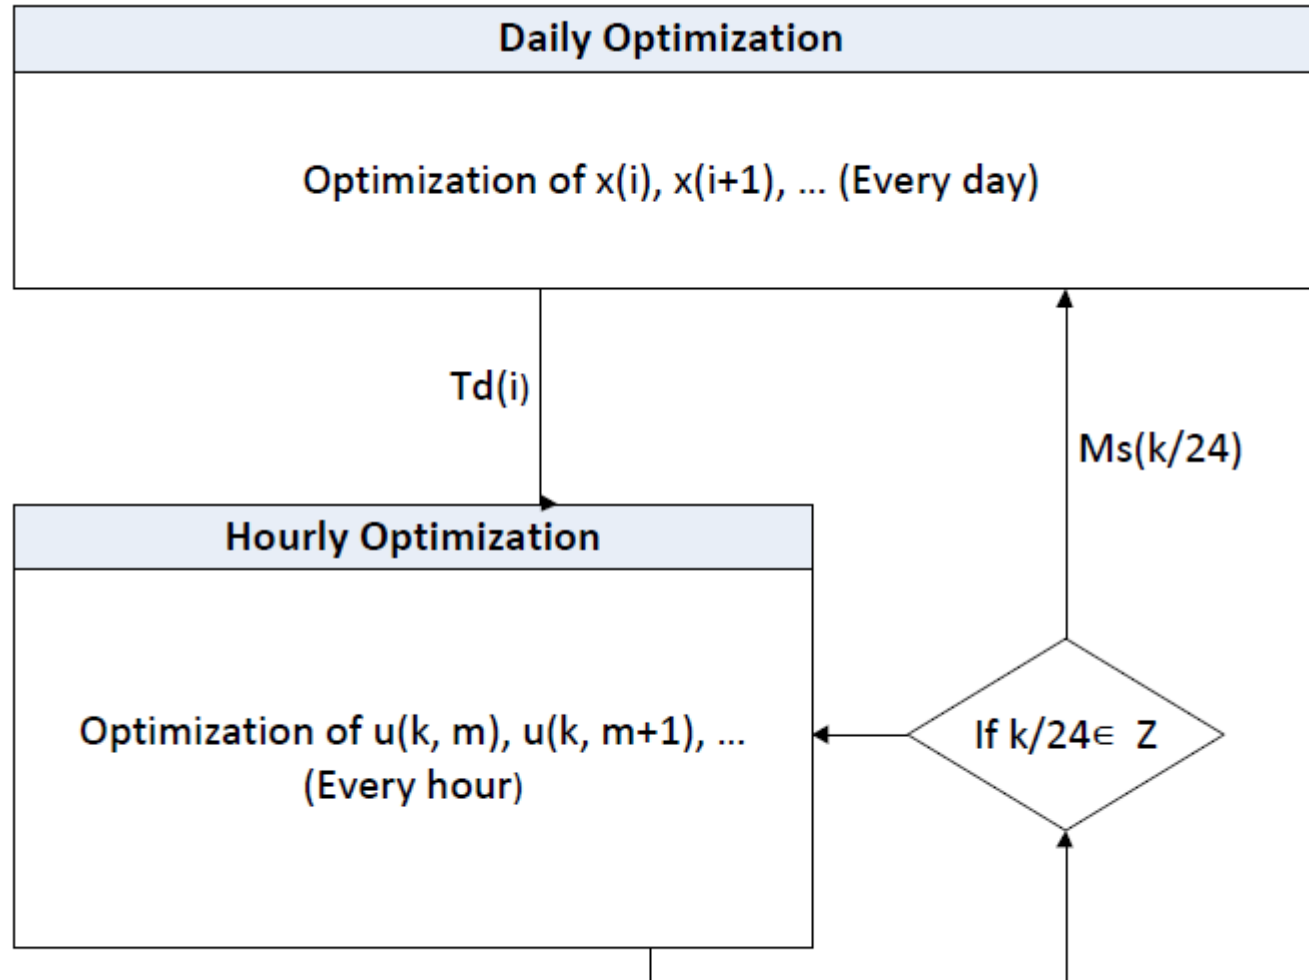 Daily Optimization
Optimization of x(i), x(i+1), ... (Every day)
Td(i)
Ms(k/24)
Hourly Optimization
Optimization of u(k, m), u(k, m+1), ...
(Every hour)
If k/24∈ Z